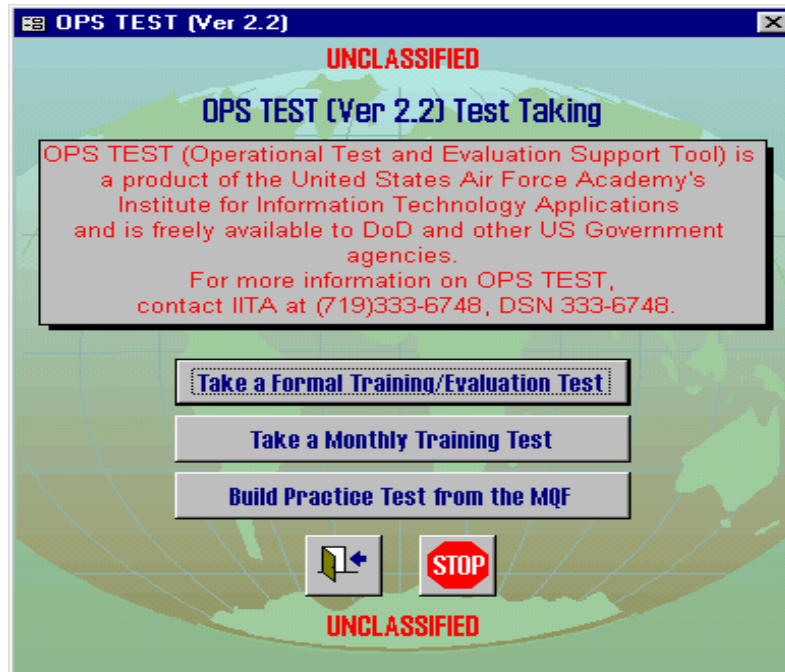 OPS TEST (Ver 2.2)
UNCLASSIFIED
OPS TEST (Ver 2.2) Test Taking
OPS TEST (Operational Test and Evaluation Support Tool) is
a product of the United States Air Force Academy's
Institute for Information Technology Applications
and is freely available to DoD and other US Government
agencies.
For more information on OPS TEST,
contact IITA at (719)333-6748, DSN 333-6748.
Take a Formal Training/Evaluation Test
Take a Monthly Training Test
Build Practice Test from the MQF
STOP
UNCLASSIFIED